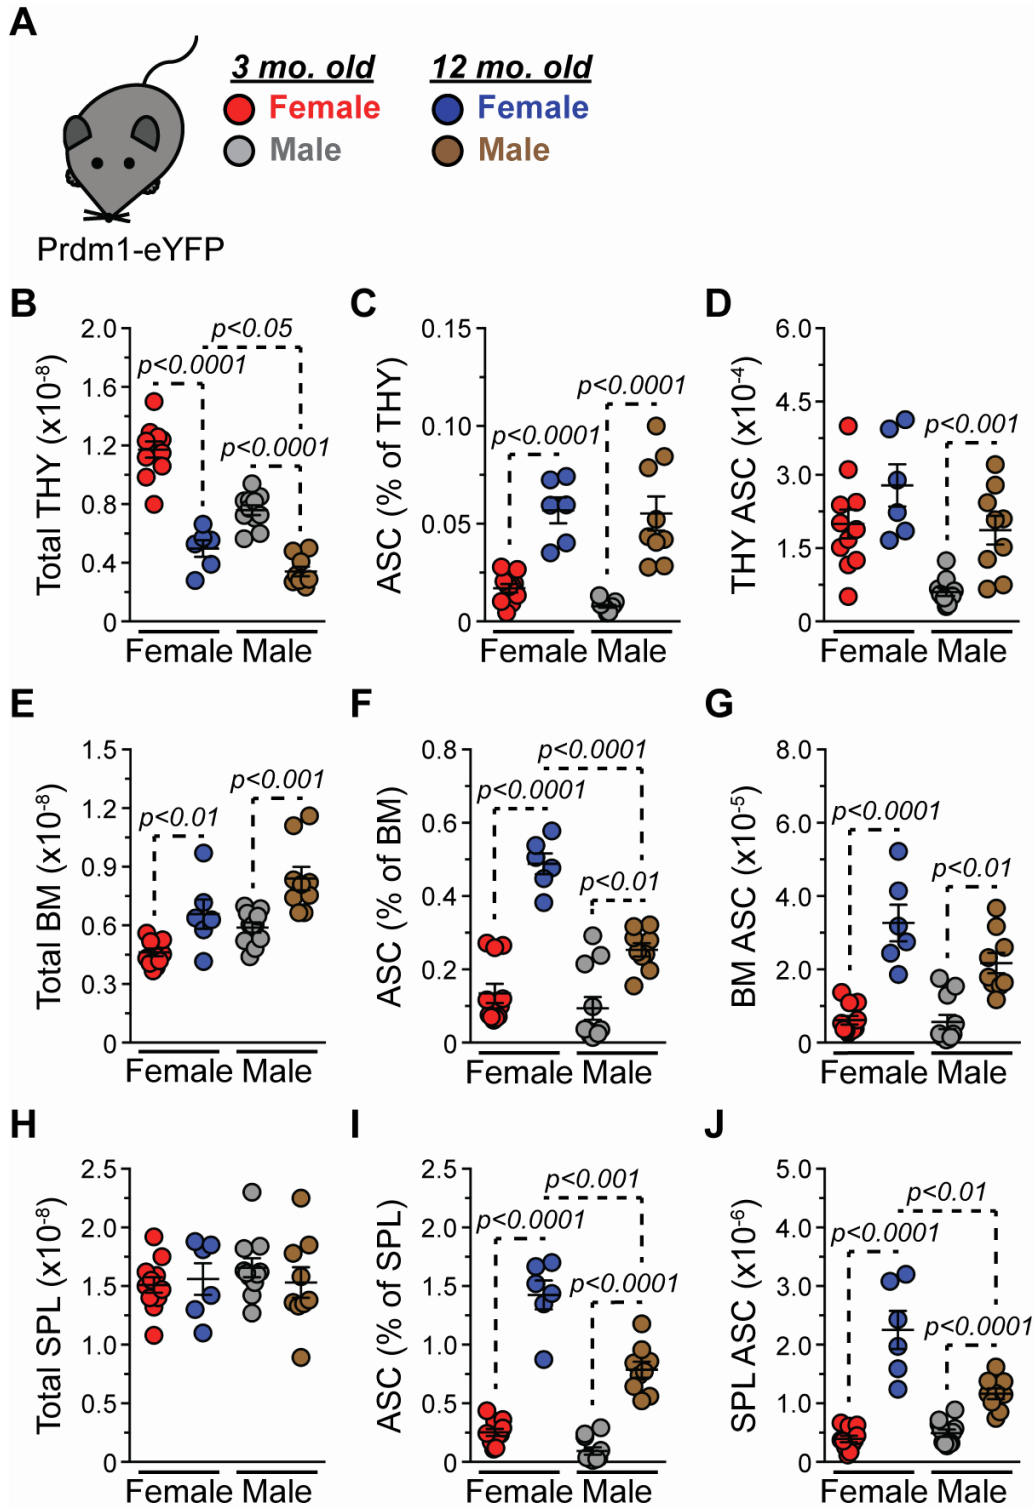 A
3 mo. old 12 mo. old
Female Female
Male Male
Prdm1-eYFP
B
Total THY (x10-8)
2.0
1.6
1.2
0.8
0.4
0
p<0.05
p<0.0001
p<0.0001
Female Male
C
ASC (% of THY)
0.15
0.10
0.05
0
p<0.0001
p<0.0001
Female Male
D
THY ASC (x10-4)
6.0
4.5
3.0
1.5
0
p<0.001
Female Male
E
Total BM (x10-8)
1.5
1.2
0.9
0.6
0.3
0
p<0.001
p<0.01
Female Male
F
ASC (% of BM)
0.8
0.6
0.4
0.2
0
p<0.0001
p<0.0001
p<0.01
Female Male
G
BM ASC (x10-5)
8.0
6.0
4.0
2.0
0
p<0.0001
p<0.01
Female Male
H
Total SPL (x10-8)
2.5
2.0
1.5
1.0
0.5
0
Female Male
I
ASC (% of SPL)
2.5
2.0
1.5
1.0
0.5
0
p<0.001
p<0.0001
p<0.0001
Female Male
J
SPL ASC (x10-6)
5.0
4.0
3.0
2.0
1.0
0
p<0.01
p<0.0001
p<0.0001
Female Male